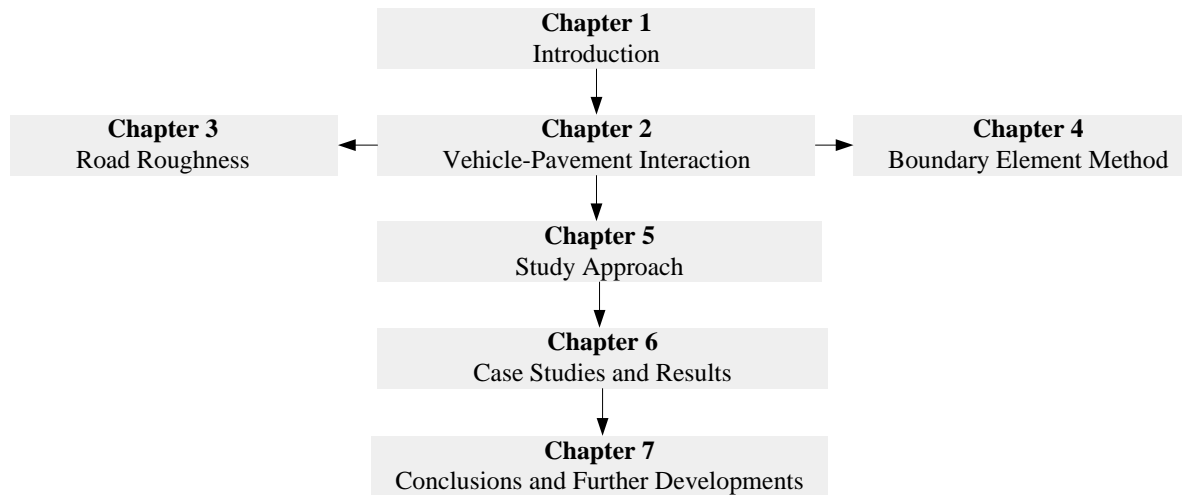 Chapter 1
Introduction
Chapter 3
Road Roughness
Chapter 2
Vehicle-Pavement Interaction
Chapter 4
Boundary Element Method
Chapter 5
Study Approach
Chapter 6
Case Studies and Results
Chapter 7
Conclusions and Further Developments